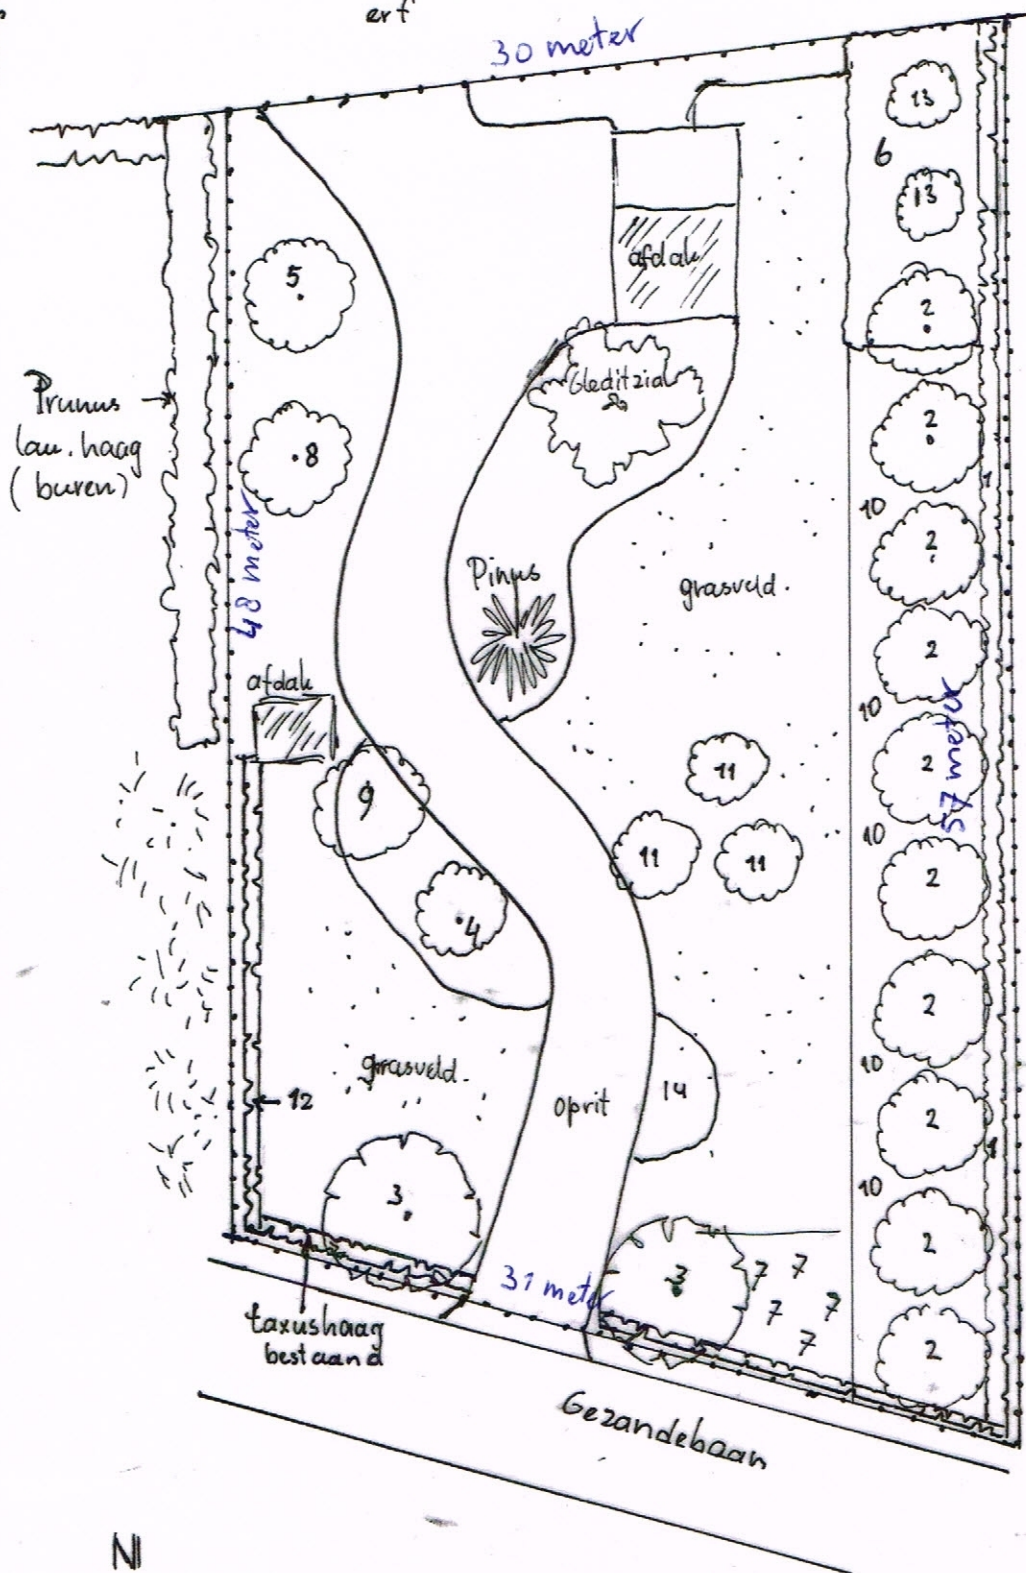 erf
30 meter
13
6
13
afdak
5
2
Gleditzia
Prunus
lau. haag
(buren)
8
2
1
10
48 meter
2
Pinus
grasveld.
2
afdak
10
57 meter
2
11
9
10
11
11
2
4
2
grasveld.
10
14
oprit
12
2
1
10
3
2
3
7
7
31 meter
7
7
7
taxushaag
bestaand
2
Gezandebaan
N